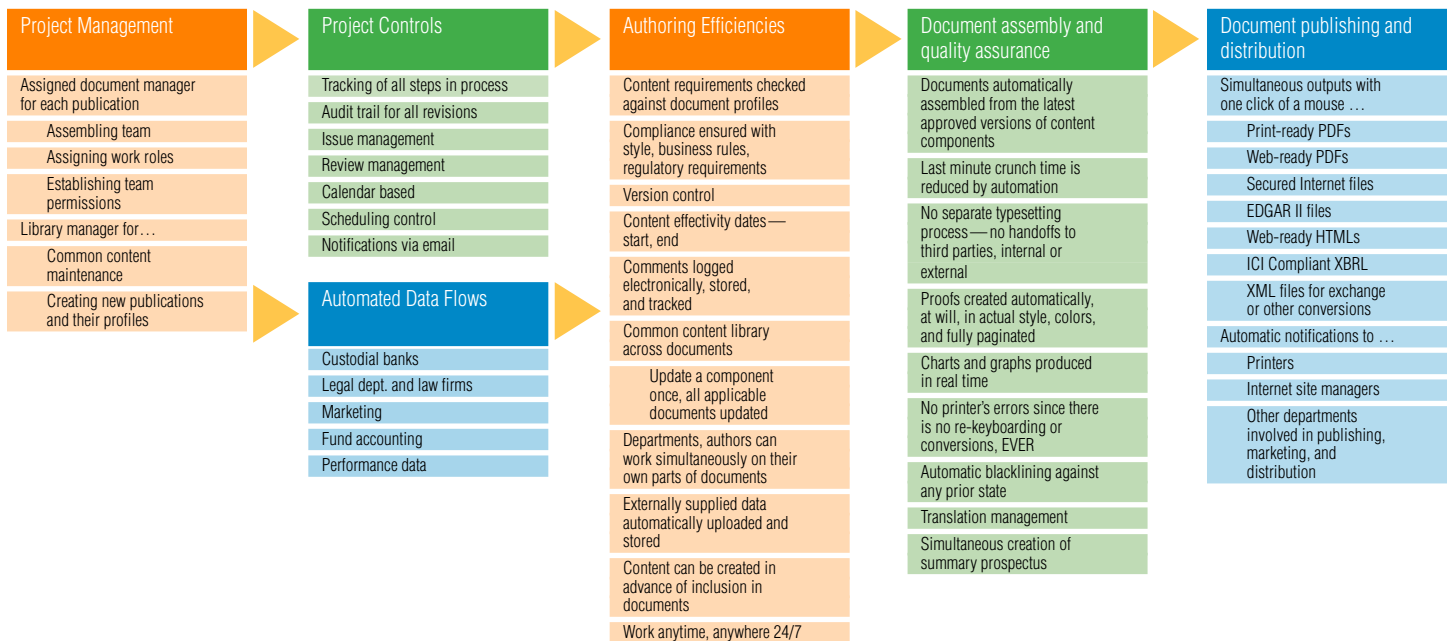 Project Management
Assigned document manager
for each publication
Assembling team
Assigning work roles
Establishing team
permissions
Library manager for…
Common content
maintenance
Creating new publications
and their profiles
Project Controls
Tracking of all steps in process
Audit trail for all revisions
Issue management
Review management
Calendar based
Scheduling control
Notifications via email
Automated Data Flows
Custodial banks
Legal dept. and law firms
Marketing
Fund accounting
Performance data
Authoring Efficiencies
Content requirements checked
against document profiles
Compliance ensured with
style, business rules,
regulatory requirements
Version control
Content effectivity dates—
start, end
Comments logged
electronically, stored,
and tracked
Common content library
across documents
Update a component
once, all applicable
documents updated
Departments, authors can
work simultaneously on their
own parts of documents
Externally supplied data
automatically uploaded and
stored
Content can be created in
advance of inclusion in
documents
Work anytime, anywhere 24/7
Document assembly and
quality assurance
Documents automatically
assembled from the latest
approved versions of content
components
Last minute crunch time is
reduced by automation
No separate typesetting
process—no handoffs to
third parties, internal or
external
Proofs created automatically,
at will, in actual style, colors,
and fully paginated
Charts and graphs produced
in real time
No printer's errors since there
is no re-keyboarding or
conversions, EVER
Automatic blacklining against
any prior state
Translation management
Simultaneous creation of
summary prospectus
Document publishing and
distribution
Simultaneous outputs with
one click of a mouse …
Print-ready PDFs
Web-ready PDFs
Secured Internet files
EDGAR II files
Web-ready HTMLs
ICI Compliant XBRL
XML files for exchange
or other conversions
Automatic notifications to …
Printers
Internet site managers
Other departments
involved in publishing,
marketing, and
distribution